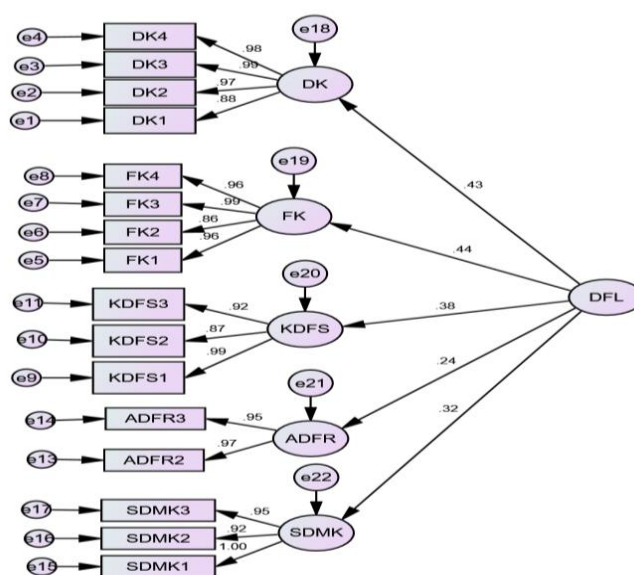 e18
e4
DK4
.98
e3
DK3
.99
DK
e2
DK2
.97
e1
DK1
.88
.43
e19
e8
FK4
.96
e7
FK3
.99
FK
e6
FK2
.86
e5
FK1
.96
.44
e20
e11
KDFS3
.92
DFL
e10
KDFS2
.87
KDFS
.38
e9
KDFS1
.99
e21
.24
e14
ADFR3
.95
ADFR
.32
e13
ADFR2
.97
e22
e17
SDMK3
.95
e16
SDMK2
.92
SDMK
e15
SDMK1
1.00